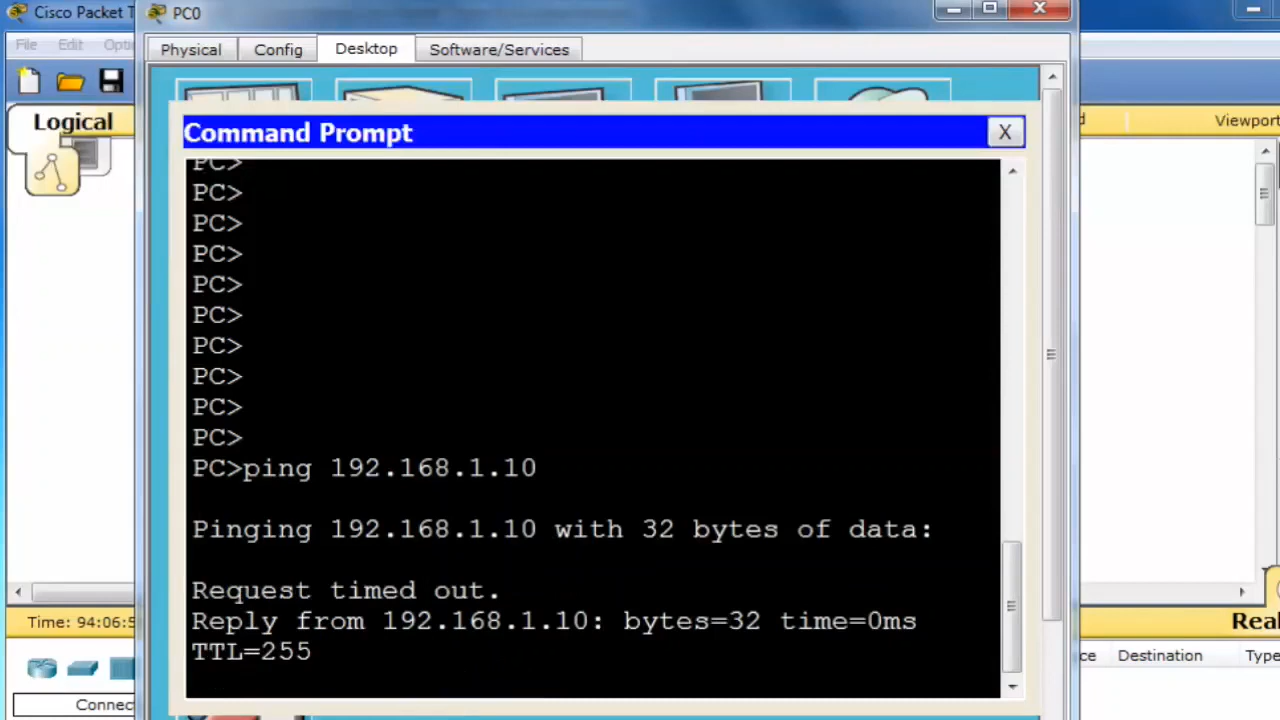 Cisco Packet T
PC0
File Edit Optio
Physical Config Desktop Software/Services
Logical
Command Prompt X
d Viewport
PC>
PC>
PC>
PC>
PC>
PC>
PC>
PC>
PC>
PC>
PC>ping 192.168.1.10
Pinging 192.168.1.10 with 32 bytes of data:
Request timed out.
Reply from 192.168.1.10: bytes=32 time=0ms
TTL=255
Time: 94:06:5
Real
ce Destination Type
Connec